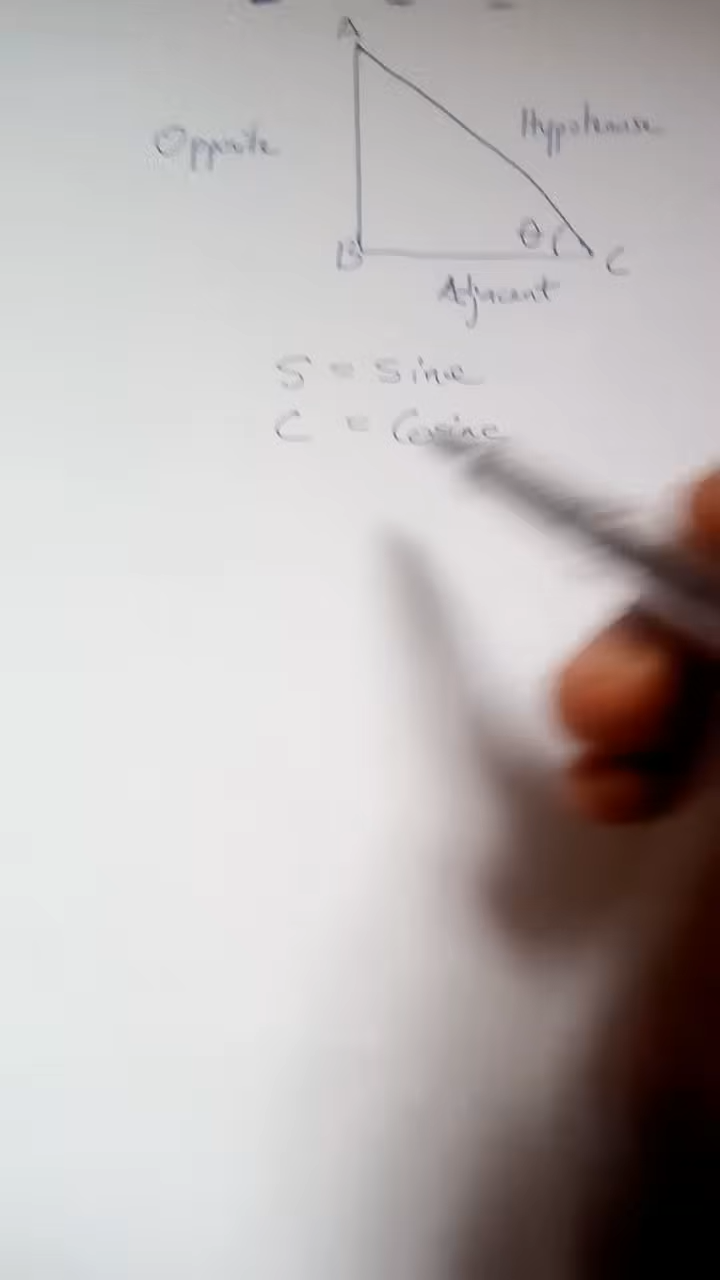 A
Opposite
Hypotenuse
θ
B
C
Adjacent
S = Sine
C = Cosine